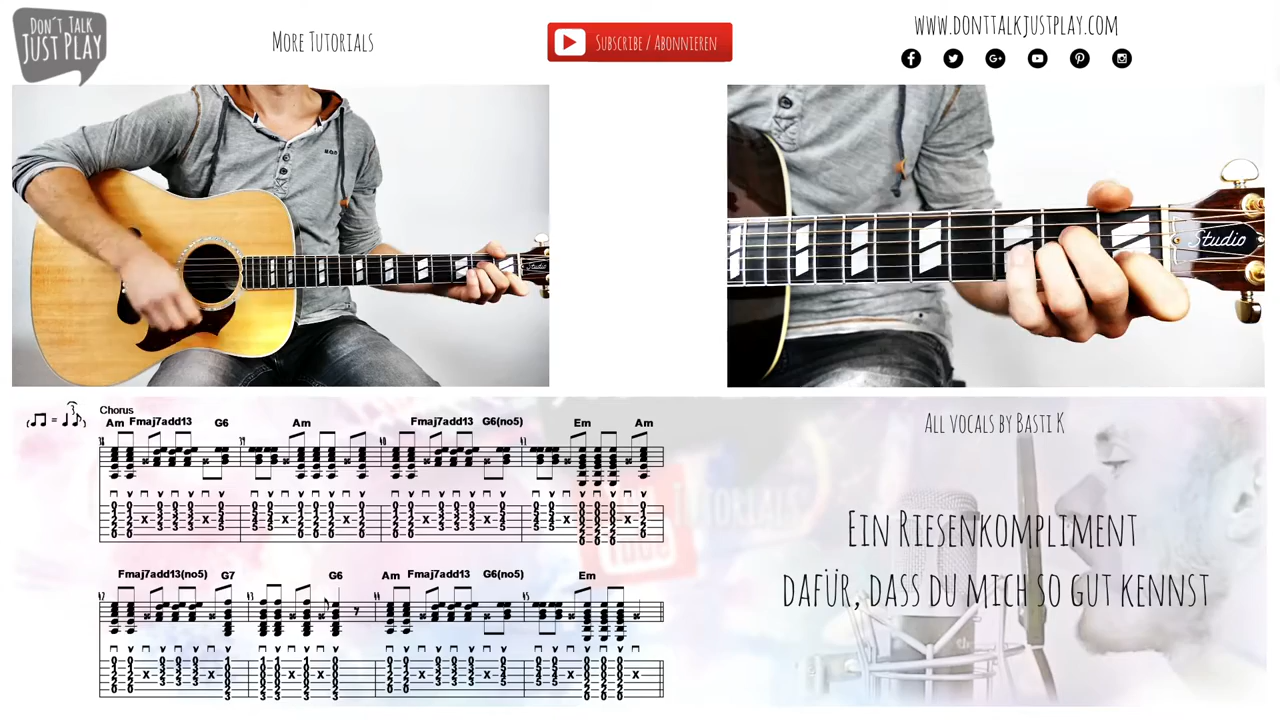 Don´t Talk
Just Play
More Tutorials
Subscribe / Abonnieren
www.donttalkjustplay.com
Studio
Chorus
Am Fmaj7add13 G6 Am Fmaj7add13 G6(no5) Em Am
Fmaj7add13(no5) G7 G6 Am Fmaj7add13 G6(no5) Em
All vocals by Basti K
Ein Riesenkompliment
dafür, dass du mich so gut kennst